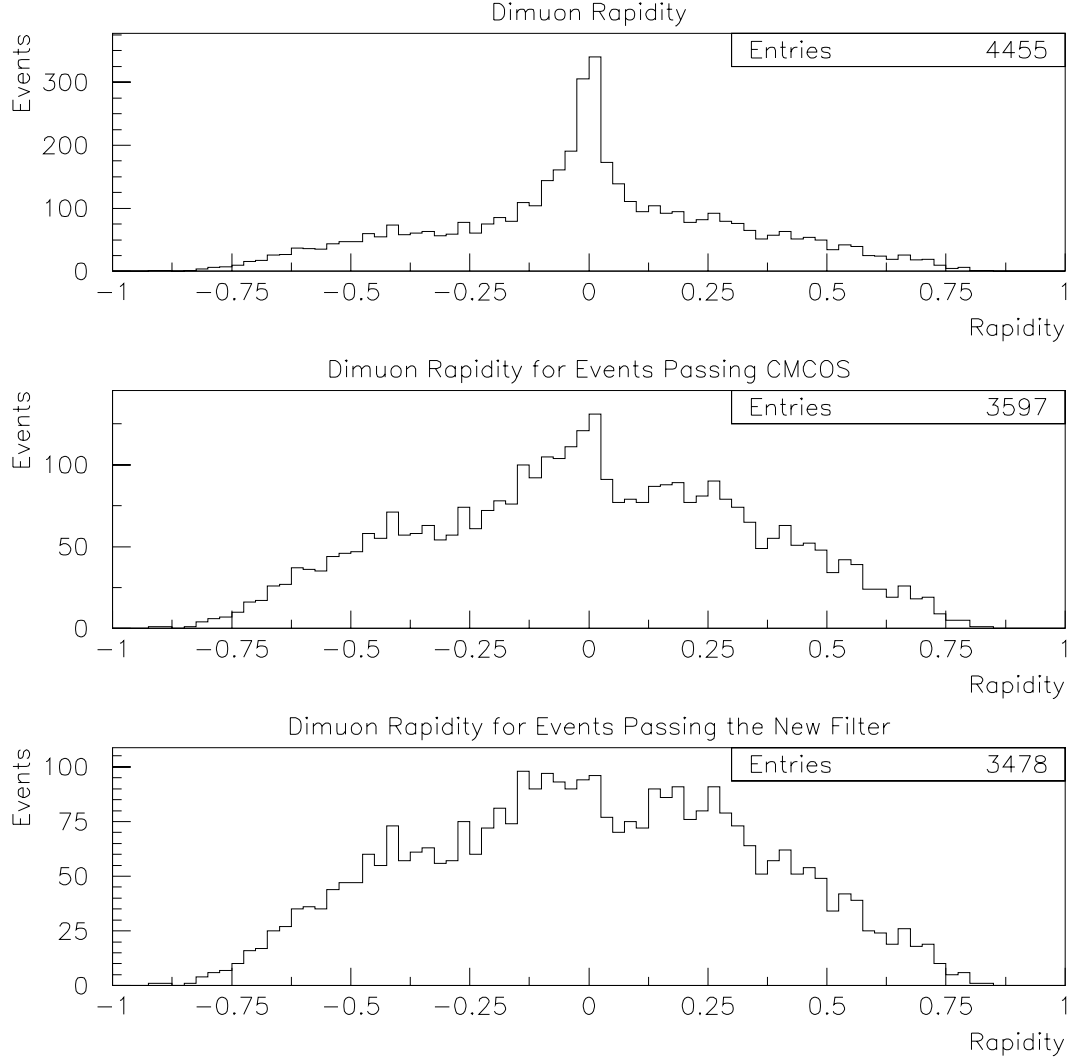 Dimuon Rapidity
Events
Entries 4455
300
200
100
0
−1 −0.75 −0.5 −0.25 0 0.25 0.5 0.75 1
Rapidity
Dimuon Rapidity for Events Passing CMCOS
Events
Entries 3597
100
50
0
−1 −0.75 −0.5 −0.25 0 0.25 0.5 0.75 1
Rapidity
Dimuon Rapidity for Events Passing the New Filter
Events
Entries 3478
100
75
50
25
0
−1 −0.75 −0.5 −0.25 0 0.25 0.5 0.75 1
Rapidity